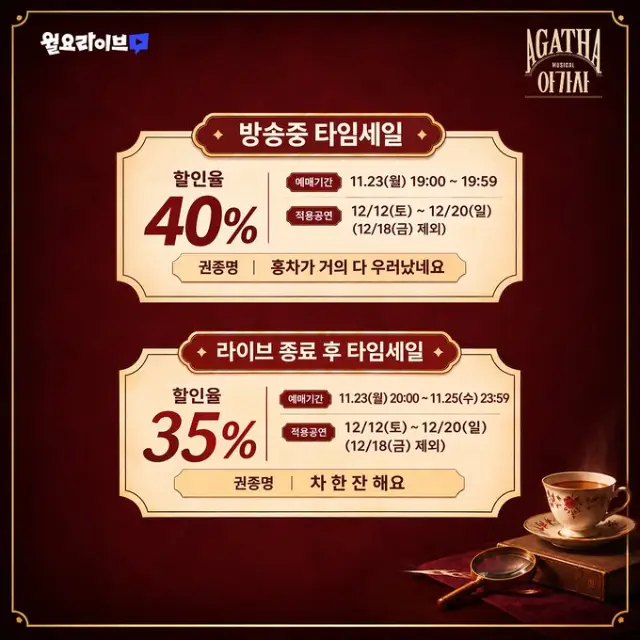 월요라이브
AGATHA
MUSICAL
아가사
방송중 타임세일
할인율
40%
예매기간 11.23(월) 19:00 ~ 19:59
적용공연 12/12(토) ~ 12/20(일)
(12/18(금) 제외)
권종명 | 홍차가 거의 다 우러났네요
라이브 종료 후 타임세일
할인율
35%
예매기간 11.23(월) 20:00 ~ 11.25(수) 23:59
적용공연 12/12(토) ~ 12/20(일)
(12/18(금) 제외)
권종명 | 차 한 잔 해요